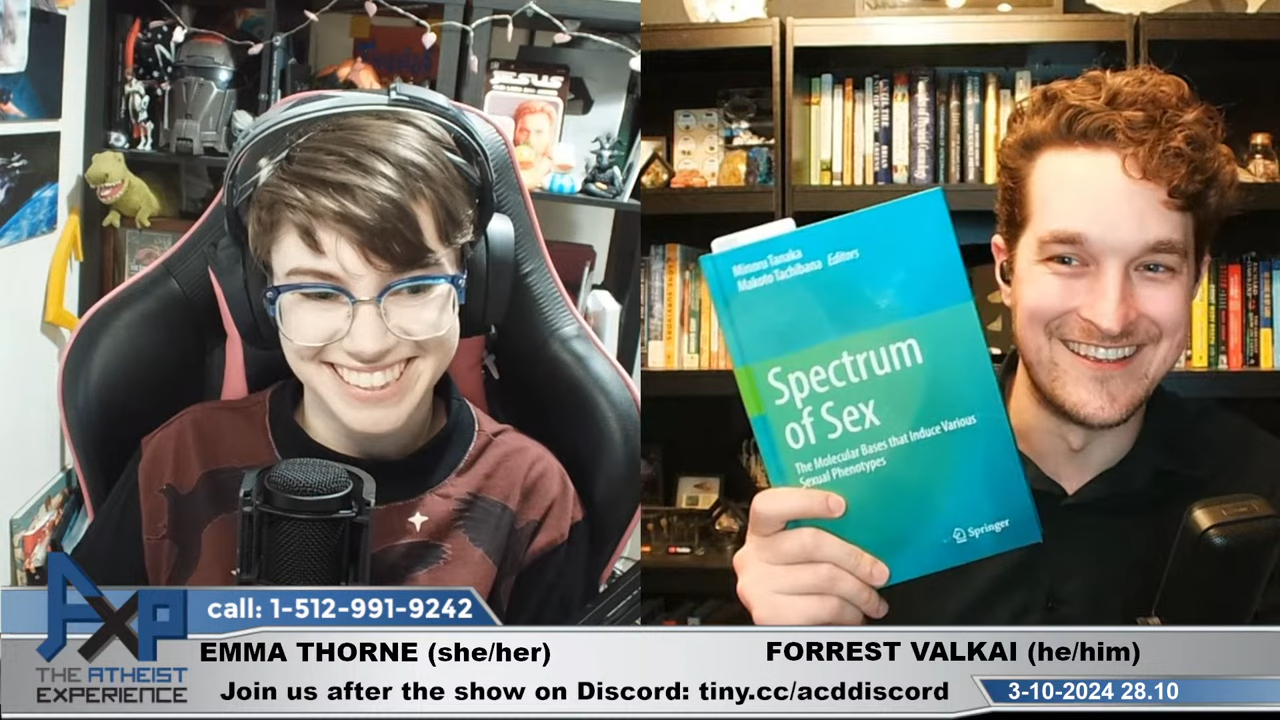 JESUS
Minoru Tanaka
Makoto Tachibana Editors
Spectrum
of Sex
The Molecular Bases that Induce Various
Sexual Phenotypes
Springer
AXP
THE ATHEIST
EXPERIENCE
call: 1-512-991-9242
EMMA THORNE (she/her)
FORREST VALKAI (he/him)
Join us after the show on Discord: tiny.cc/acddiscord
3-10-2024 28.10